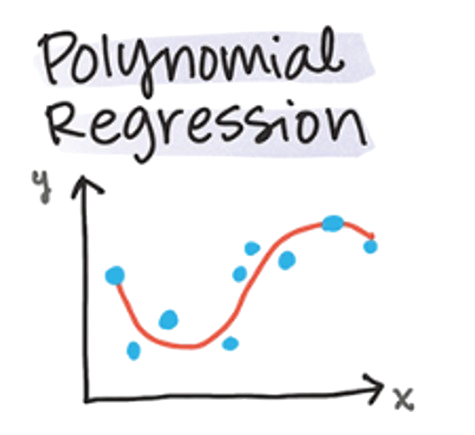 Polynomial
Regression
y
x